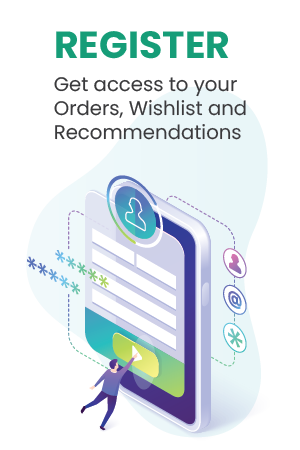 REGISTER
Get access to your
Orders, Wishlist and
Recommendations